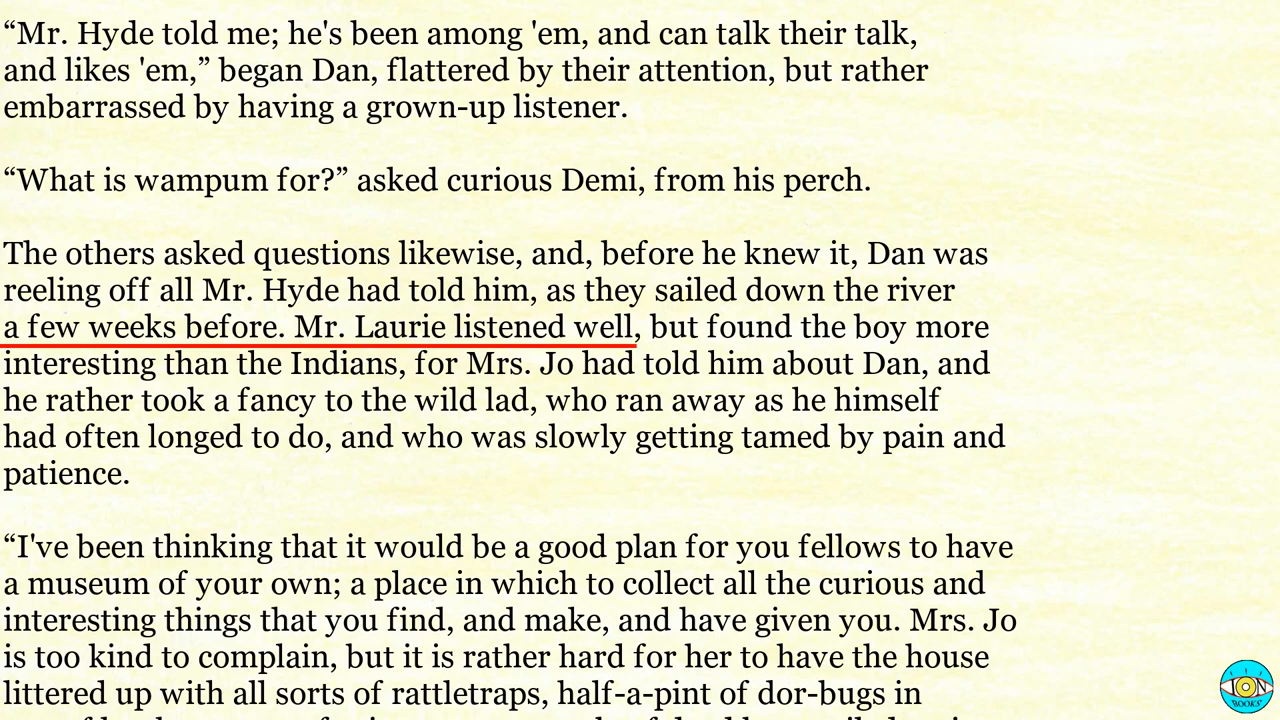 “Mr. Hyde told me; he's been among 'em, and can talk their talk,
and likes 'em,” began Dan, flattered by their attention, but rather
embarrassed by having a grown-up listener.
“What is wampum for?” asked curious Demi, from his perch.
The others asked questions likewise, and, before he knew it, Dan was
reeling off all Mr. Hyde had told him, as they sailed down the river
a few weeks before. Mr. Laurie listened well, but found the boy more
interesting than the Indians, for Mrs. Jo had told him about Dan, and
he rather took a fancy to the wild lad, who ran away as he himself
had often longed to do, and who was slowly getting tamed by pain and
patience.
“I've been thinking that it would be a good plan for you fellows to have
a museum of your own; a place in which to collect all the curious and
interesting things that you find, and make, and have given you. Mrs. Jo
is too kind to complain, but it is rather hard for her to have the house
littered up with all sorts of rattletraps, half-a-pint of dor-bugs in
ION
BOOKS